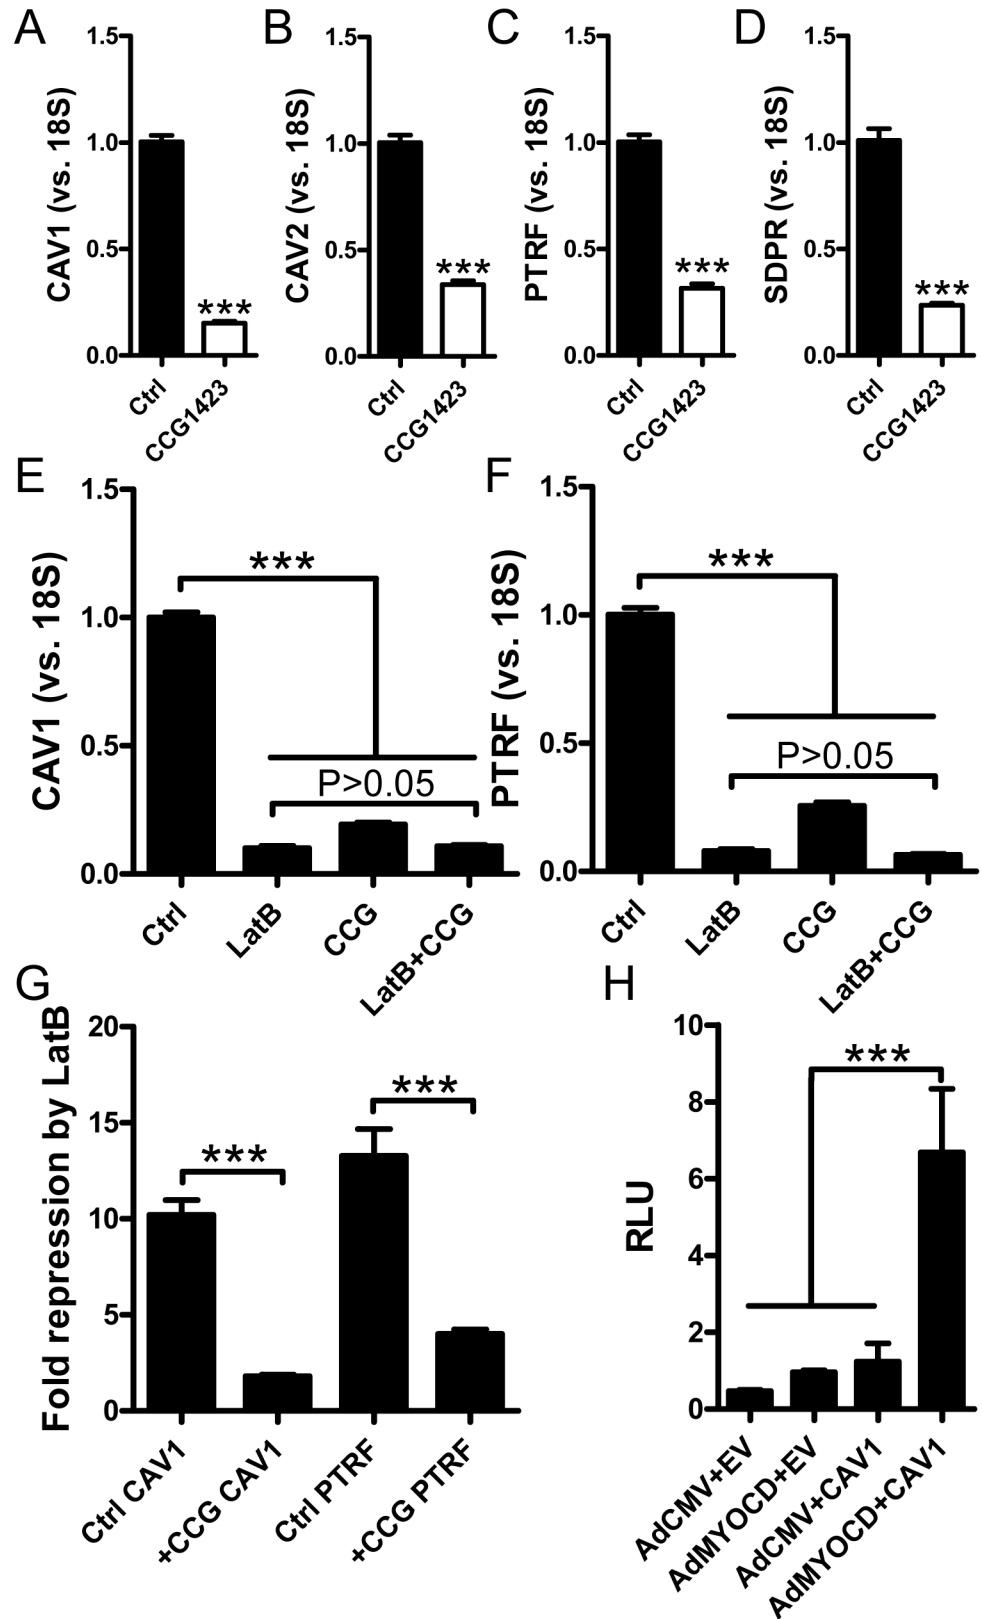 A
CAV1 (vs. 18S)
1.5
1.0
0.5
0.0
***
Ctrl
CCG1423
B
CAV2 (vs. 18S)
1.5
1.0
0.5
0.0
***
Ctrl
CCG1423
C
PTRF (vs. 18S)
1.5
1.0
0.5
0.0
***
Ctrl
CCG1423
D
SDPR (vs. 18S)
1.5
1.0
0.5
0.0
***
Ctrl
CCG1423
E
CAV1 (vs. 18S)
1.5
1.0
0.5
0.0
***
P>0.05
Ctrl
LatB
CCG
LatB+CCG
F
PTRF (vs. 18S)
1.5
1.0
0.5
0.0
***
P>0.05
Ctrl
LatB
CCG
LatB+CCG
G
Fold repression by LatB
20
15
10
5
0
***
***
Ctrl CAV1
+CCG CAV1
Ctrl PTRF
+CCG PTRF
H
RLU
10
8
6
4
2
0
***
AdCMV+EV
AdMYOCD+EV
AdCMV+CAV1
AdMYOCD+CAV1